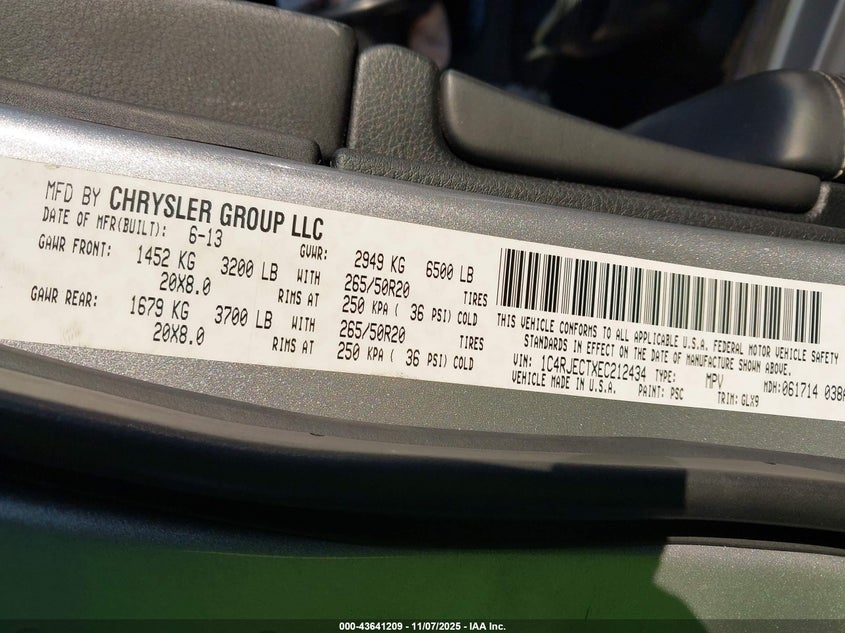 MFD BY CHRYSLER GROUP LLC
DATE OF MFR(BUILT): 6-13 GVWR: 2949 KG 6500 LB
GAWR FRONT: 1452 KG 3200 LB WITH 265/50R20 TIRES
20X8.0 RIMS AT 250 KPA ( 36 PSI) COLD
GAWR REAR: 1679 KG 3700 LB WITH 265/50R20 TIRES
20X8.0 RIMS AT 250 KPA ( 36 PSI) COLD
THIS VEHICLE CONFORMS TO ALL APPLICABLE U.S.A. FEDERAL MOTOR VEHICLE SAFETY
STANDARDS IN EFFECT ON THE DATE OF MANUFACTURE SHOWN ABOVE.
VIN: 1C4RJECTXEC212434 TYPE: MPV MDH: 061714 038
VEHICLE MADE IN U.S.A. PAINT: PSC TRIM: GLX9
000-43641209 - 11/07/2025 - IAA Inc.